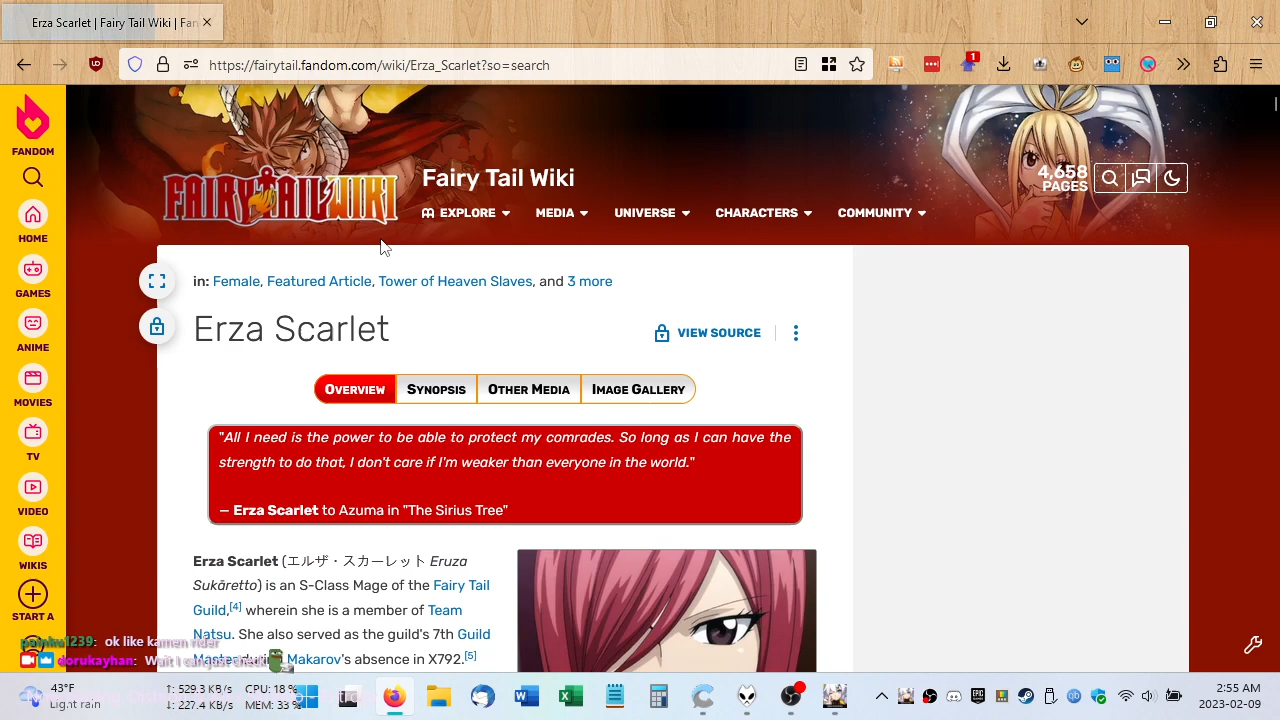 Erza Scarlet | Fairy Tail Wiki | Fan
https://fairytail.fandom.com/wiki/Erza_Scarlet?so=search
1
FANDOM
HOME
GAMES
ANIME
MOVIES
TV
VIDEO
WIKIS
START A
FAIRY TAIL WIKI
Fairy Tail Wiki
4,658
PAGES
EXPLORE
MEDIA
UNIVERSE
CHARACTERS
COMMUNITY
in: Female, Featured Article, Tower of Heaven Slaves, and 3 more
Erza Scarlet
VIEW SOURCE
Overview
Synopsis
Other Media
Image Gallery
"All I need is the power to be able to protect my comrades. So long as I can have the
strength to do that, I don't care if I'm weaker than everyone in the world."
— Erza Scarlet to Azuma in "The Sirius Tree"
Erza Scarlet (エルザ・スカーレット Eruza
Sukāretto) is an S-Class Mage of the Fairy Tail
Guild,[4] wherein she is a member of Team
Natsu. She also served as the guild's 7th Guild
Makarov's absence in X792.[5]
ok like kamen rider
dorukayhan: Wait I can just check
43°F
CPU: 18 %
MEM: 33 %
2:55 AM
2023-02-09